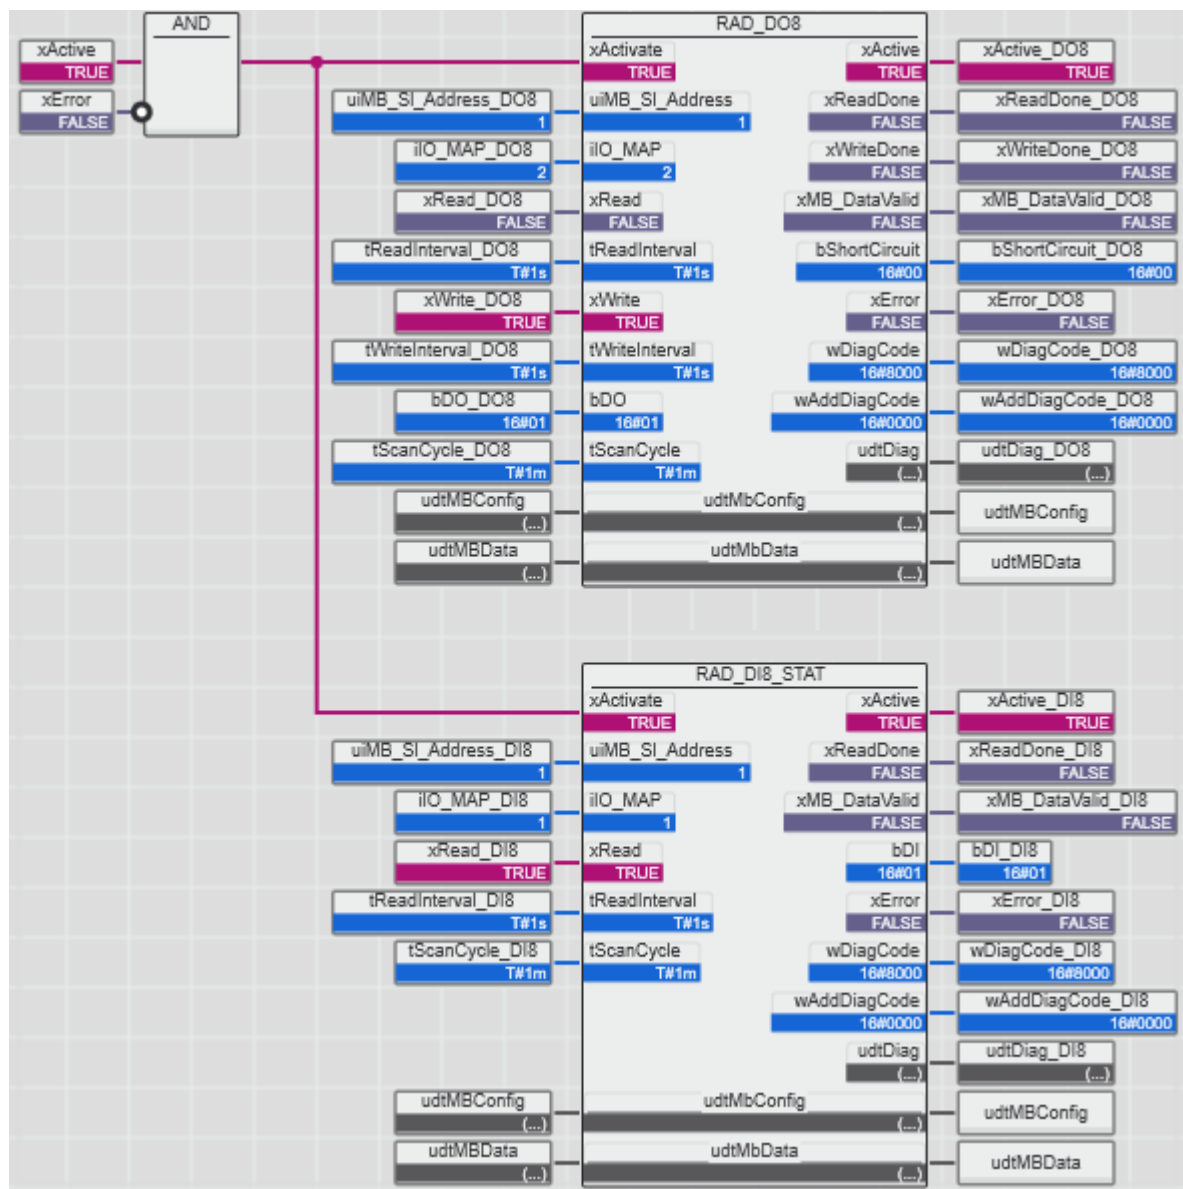 AND
xActive
TRUE
xError
FALSE
RAD_DO8
xActivate xActive xActive_DO8
TRUE TRUE TRUE
uiMB_SI_Address_DO8 uiMB_SI_Address xReadDone xReadDone_DO8
1 1 FALSE FALSE
iIO_MAP_DO8 iIO_MAP xWriteDone xWriteDone_DO8
2 2 FALSE FALSE
xRead_DO8 xRead xMB_DataValid xMB_DataValid_DO8
FALSE FALSE FALSE FALSE
tReadInterval_DO8 tReadInterval bShortCircuit bShortCircuit_DO8
T#1s T#1s 16#00 16#00
xWrite_DO8 xWrite xError xError_DO8
TRUE TRUE FALSE FALSE
tWriteInterval_DO8 tWriteInterval wDiagCode wDiagCode_DO8
T#1s T#1s 16#8000 16#8000
bDO_DO8 bDO wAddDiagCode wAddDiagCode_DO8
16#01 16#01 16#0000 16#0000
tScanCycle_DO8 tScanCycle udtDiag udtDiag_DO8
T#1m T#1m (...) (...)
udtMBConfig udtMbConfig udtMBConfig
(...) (...)
udtMBData udtMbData udtMBData
(...) (...)
RAD_DI8_STAT
xActivate xActive xActive_DI8
TRUE TRUE TRUE
uiMB_SI_Address_DI8 uiMB_SI_Address xReadDone xReadDone_DI8
1 1 FALSE FALSE
iIO_MAP_DI8 iIO_MAP xMB_DataValid xMB_DataValid_DI8
1 1 FALSE FALSE
xRead_DI8 xRead bDI bDI_DI8
TRUE TRUE 16#01 16#01
tReadInterval_DI8 tReadInterval xError xError_DI8
T#1s T#1s FALSE FALSE
tScanCycle_DI8 tScanCycle wDiagCode wDiagCode_DI8
T#1m T#1m 16#8000 16#8000
wAddDiagCode wAddDiagCode_DI8
16#0000 16#0000
udtDiag udtDiag_DI8
(...) (...)
udtMBConfig udtMbConfig udtMBConfig
(...) (...)
udtMBData udtMbData udtMBData
(...) (...)